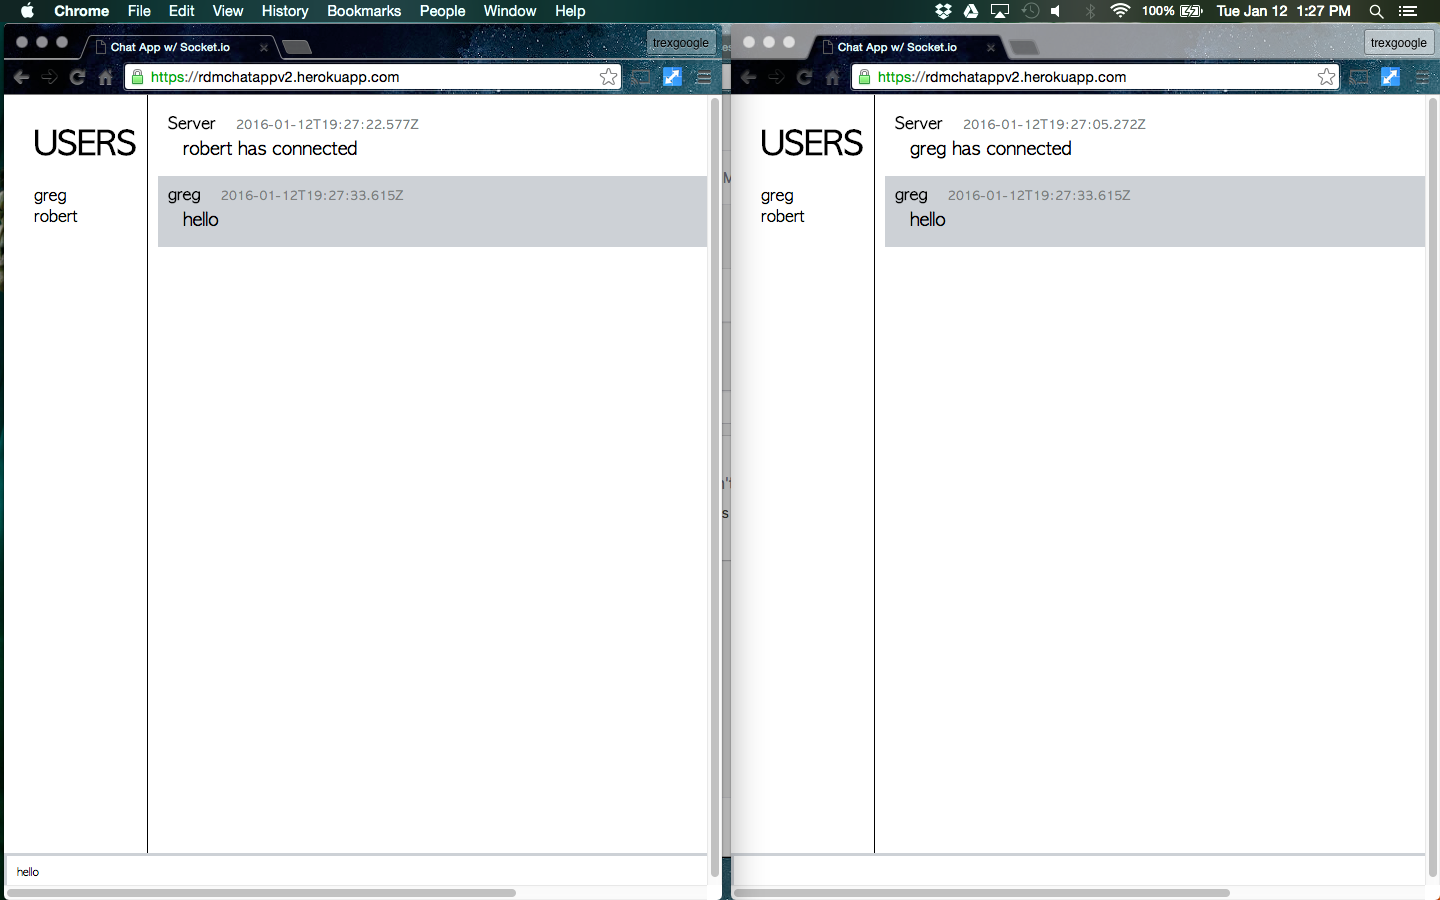 Chrome File Edit View History Bookmarks People Window Help 100% Tue Jan 12 1:27 PM
Chat App w/ Socket.io trexgoogle
https://rdmchatappv2.herokuapp.com
USERS
greg
robert
Server 2016-01-12T19:27:22.577Z
robert has connected
greg 2016-01-12T19:27:33.615Z
hello
hello
Chat App w/ Socket.io trexgoogle
https://rdmchatappv2.herokuapp.com
USERS
greg
robert
Server 2016-01-12T19:27:05.272Z
greg has connected
greg 2016-01-12T19:27:33.615Z
hello